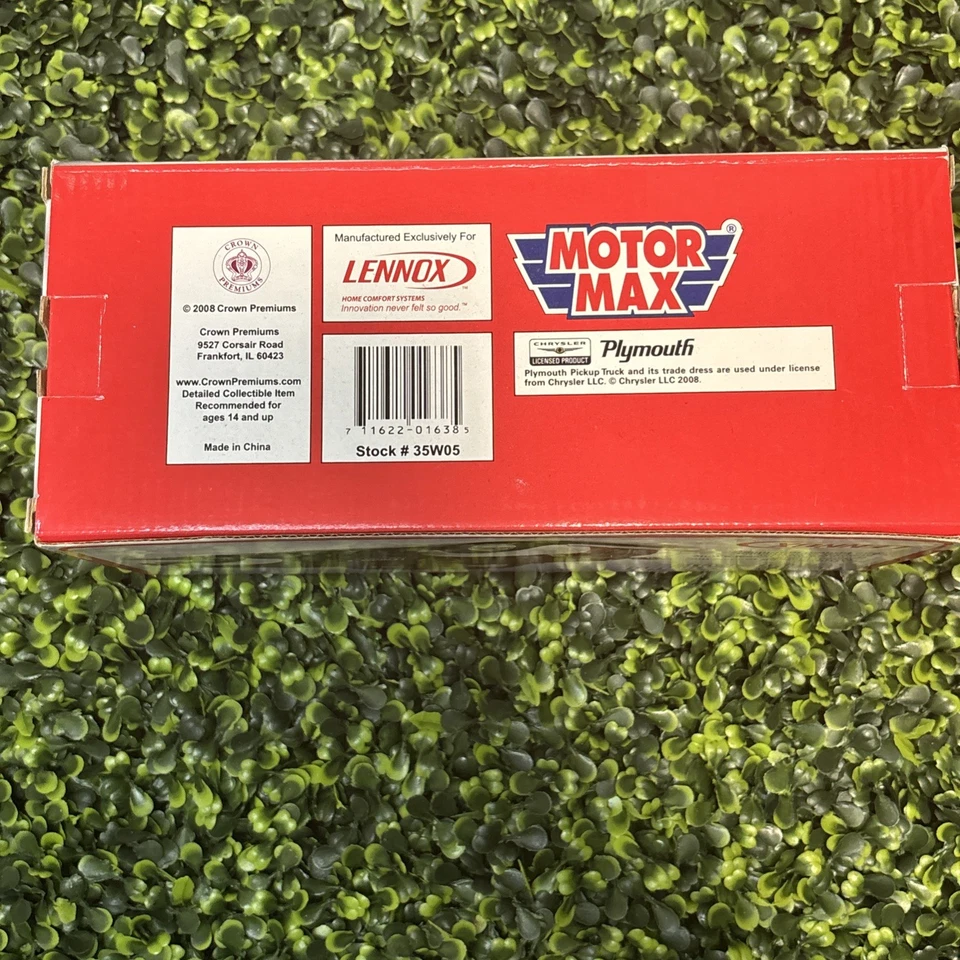 CROWN
PREMIUMS
© 2008 Crown Premiums
Crown Premiums
9527 Corsair Road
Frankfort, IL 60423
www.CrownPremiums.com
Detailed Collectible Item
Recommended for
ages 14 and up
Made in China
Manufactured Exclusively For
LENNOX
HOME COMFORT SYSTEMS
Innovation never felt so good.™
7 11622-01638 5
Stock # 35W05
MOTOR ®
MAX
CHRYSLER
LICENSED PRODUCT
Plymouth
Plymouth Pickup Truck and its trade dress are used under license
from Chrysler LLC. © Chrysler LLC 2008.